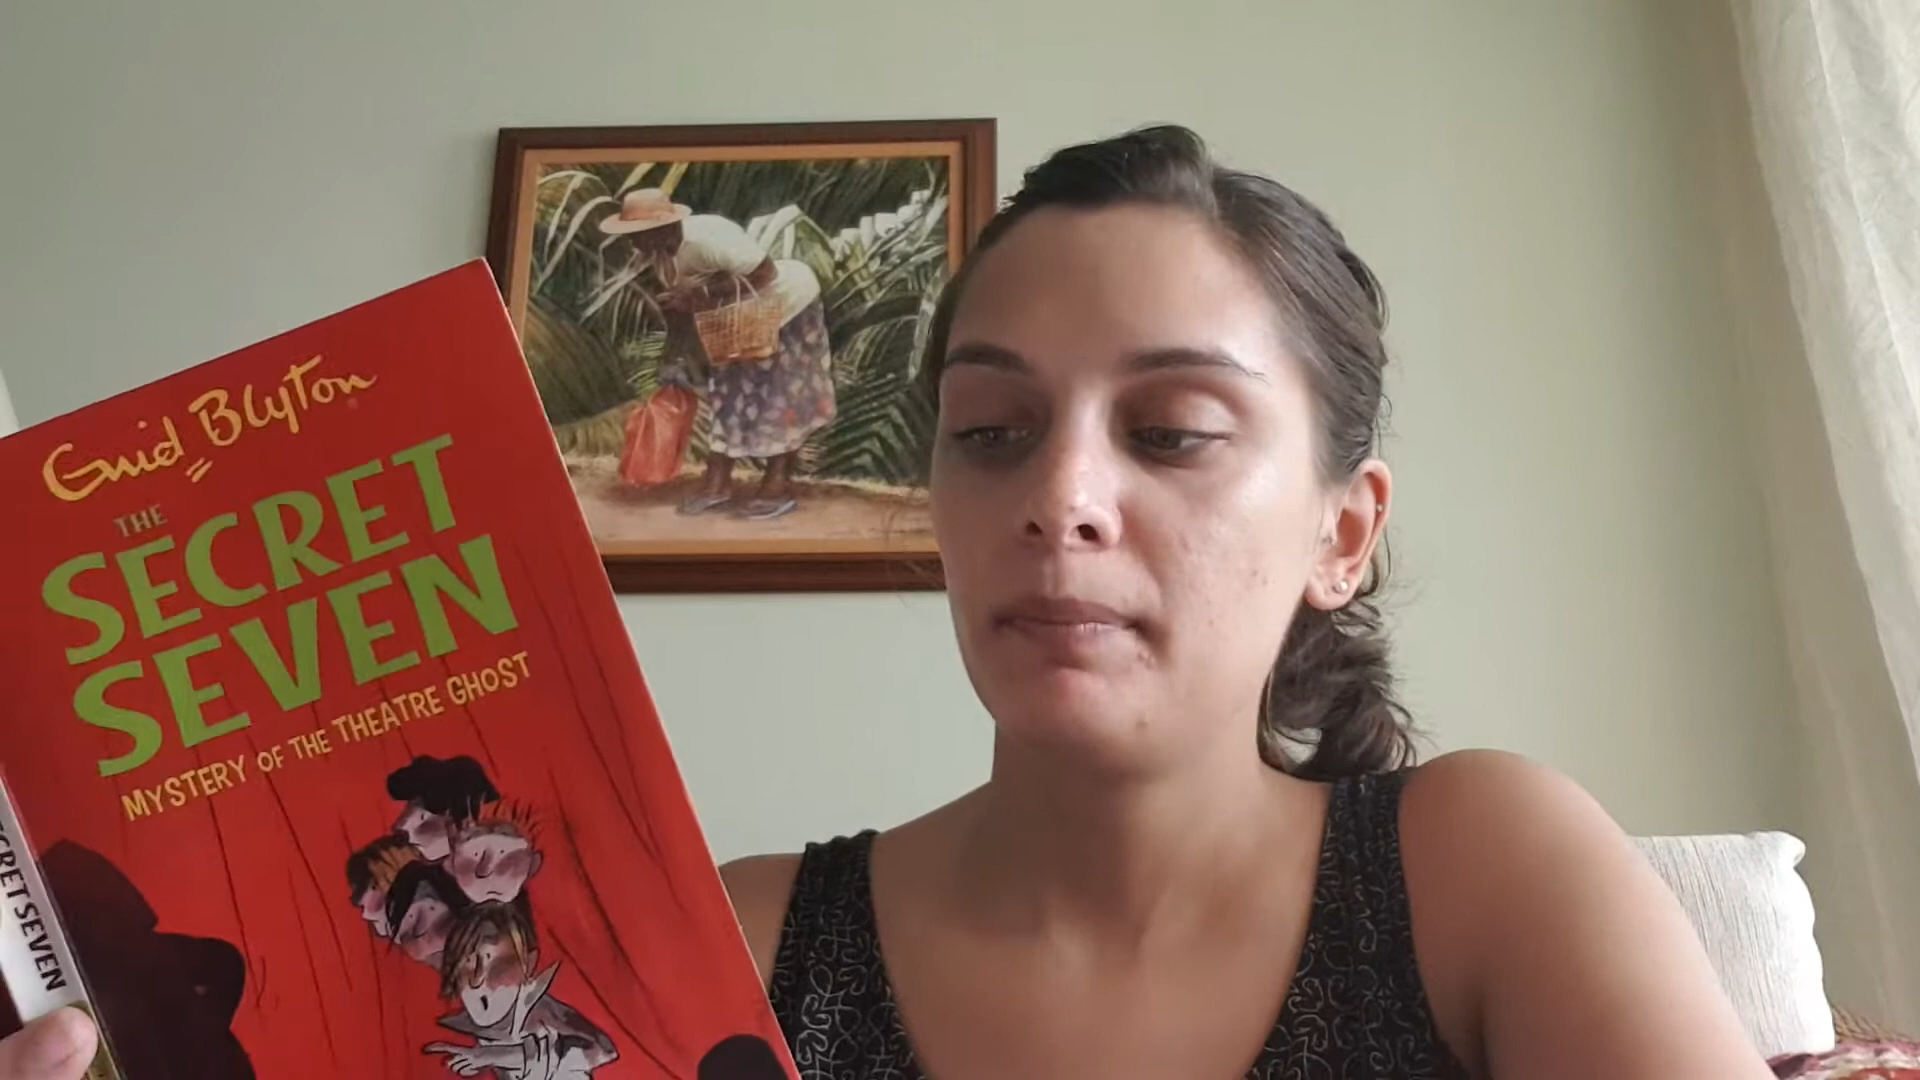 Enid Blyton
THE
SECRET
SEVEN
MYSTERY OF THE THEATRE GHOST
SECRET SEVEN